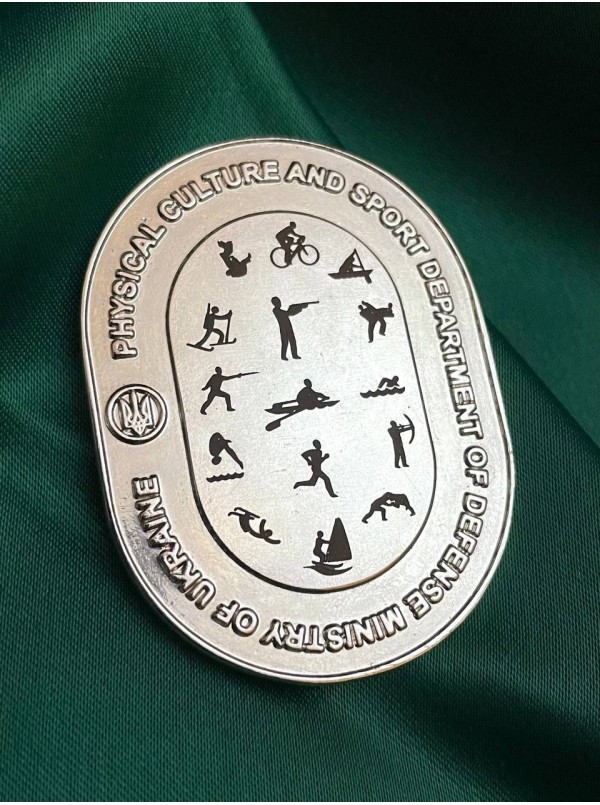 PHYSICAL CULTURE AND SPORT DEPARTMENT OF DEFENSE MINISTRY OF UKRAINE